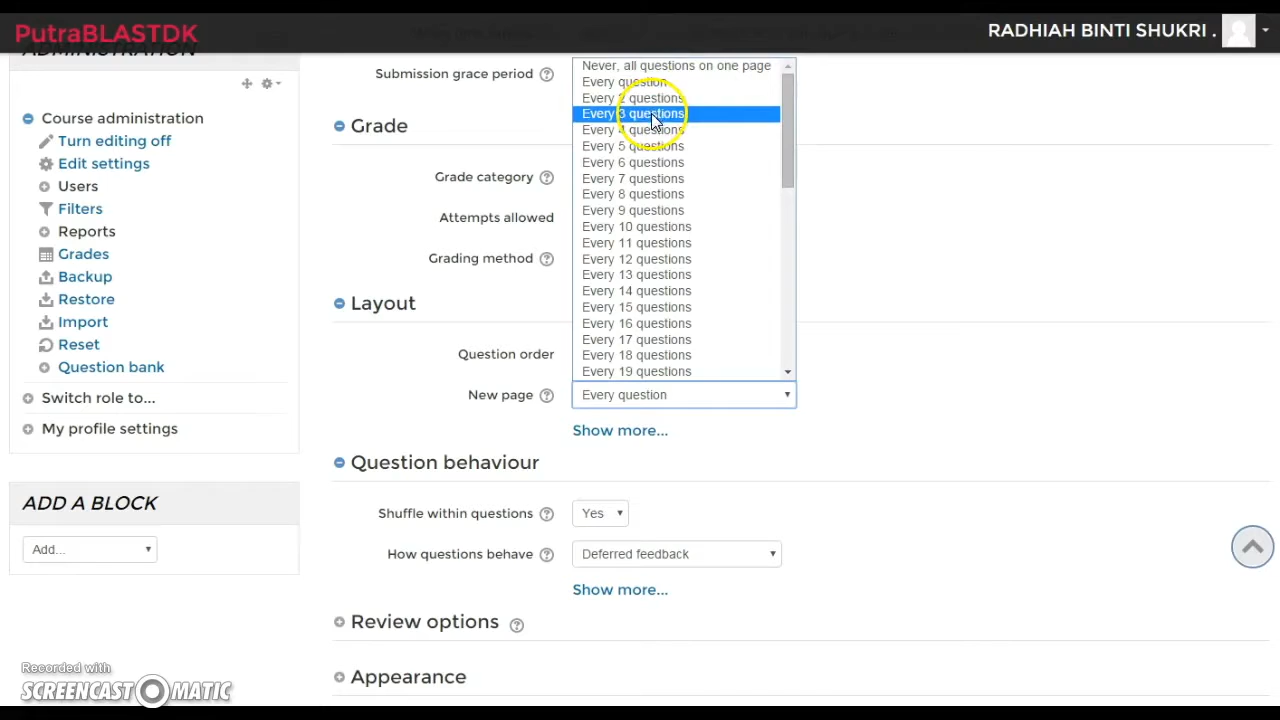 PutraBLASTDK
RADHIAH BINTI SHUKRI .
ADMINISTRATION
Course administration
Turn editing off
Edit settings
Users
Filters
Reports
Grades
Backup
Restore
Import
Reset
Question bank
Switch role to...
My profile settings
ADD A BLOCK
Add...
Submission grace period
Grade
Grade category
Attempts allowed
Grading method
Layout
Question order
New page
Never, all questions on one page
Every question
Every 2 questions
Every 3 questions
Every 4 questions
Every 5 questions
Every 6 questions
Every 7 questions
Every 8 questions
Every 9 questions
Every 10 questions
Every 11 questions
Every 12 questions
Every 13 questions
Every 14 questions
Every 15 questions
Every 16 questions
Every 17 questions
Every 18 questions
Every 19 questions
Every question
Show more...
Question behaviour
Shuffle within questions
Yes
How questions behave
Deferred feedback
Show more...
Review options
Appearance
Recorded with
SCREENCAST-O-MATIC